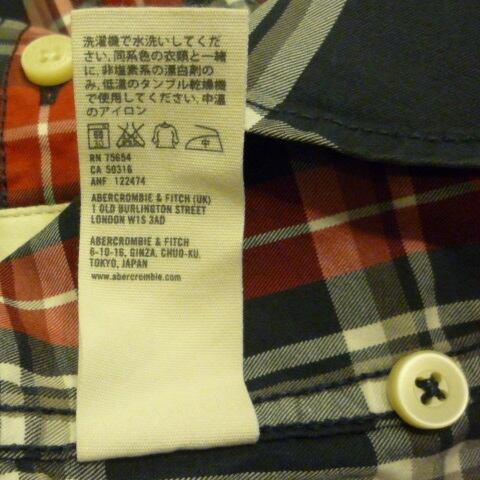 洗濯機で水洗いしてくだ
さい.同系色の衣類と一緒
に, 非塩素系の漂白剤の
み, 低温のタンブル乾燥機
で使用してください. 中温
のアイロン
中
RN 75654
CA 50316
ANF 122474
ABERCROMBIE & FITCH (UK)
1 OLD BURLINGTON STREET
LONDON W1S 3AD
ABERCROMBIE & FITCH
6-10-16, GINZA, CHUO-KU,
TOKYO, JAPAN
www.abercrombie.com